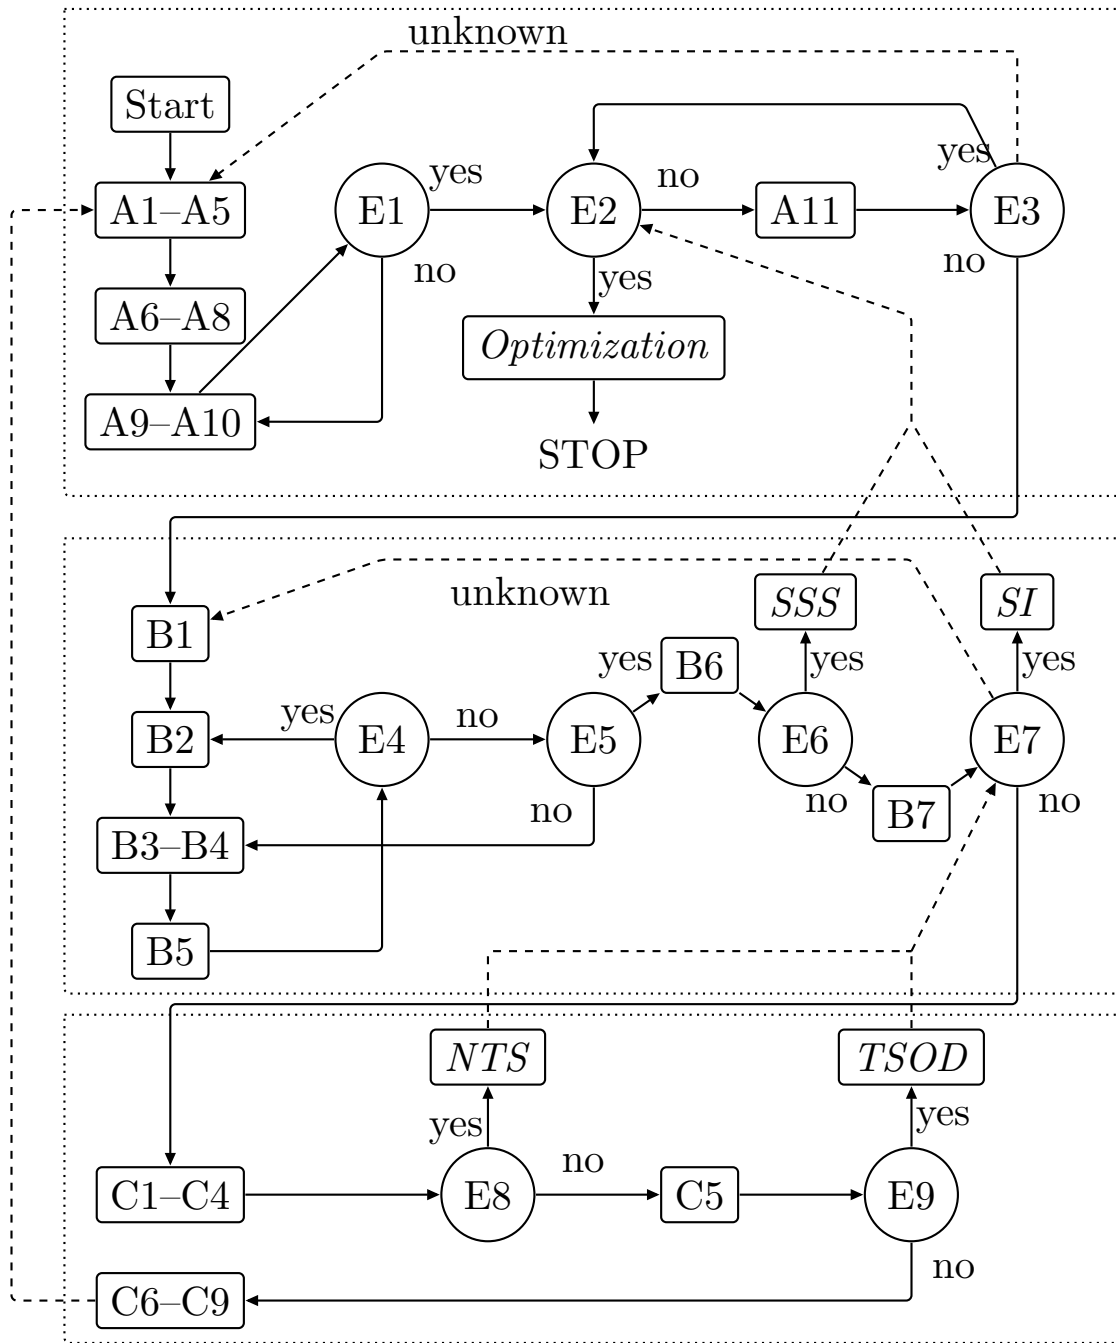 unknown
Start
yes
no
yes
A1–A5
E1
E2
A11
E3
no
yes
no
A6–A8
Optimization
A9–A10
STOP
unknown
SSS
SI
B1
yes
B6
yes
yes
yes
no
B2
E4
E5
E6
E7
no
no
no
B3–B4
B7
B5
NTS
TSOD
yes
yes
no
C1–C4
E8
C5
E9
no
C6–C9